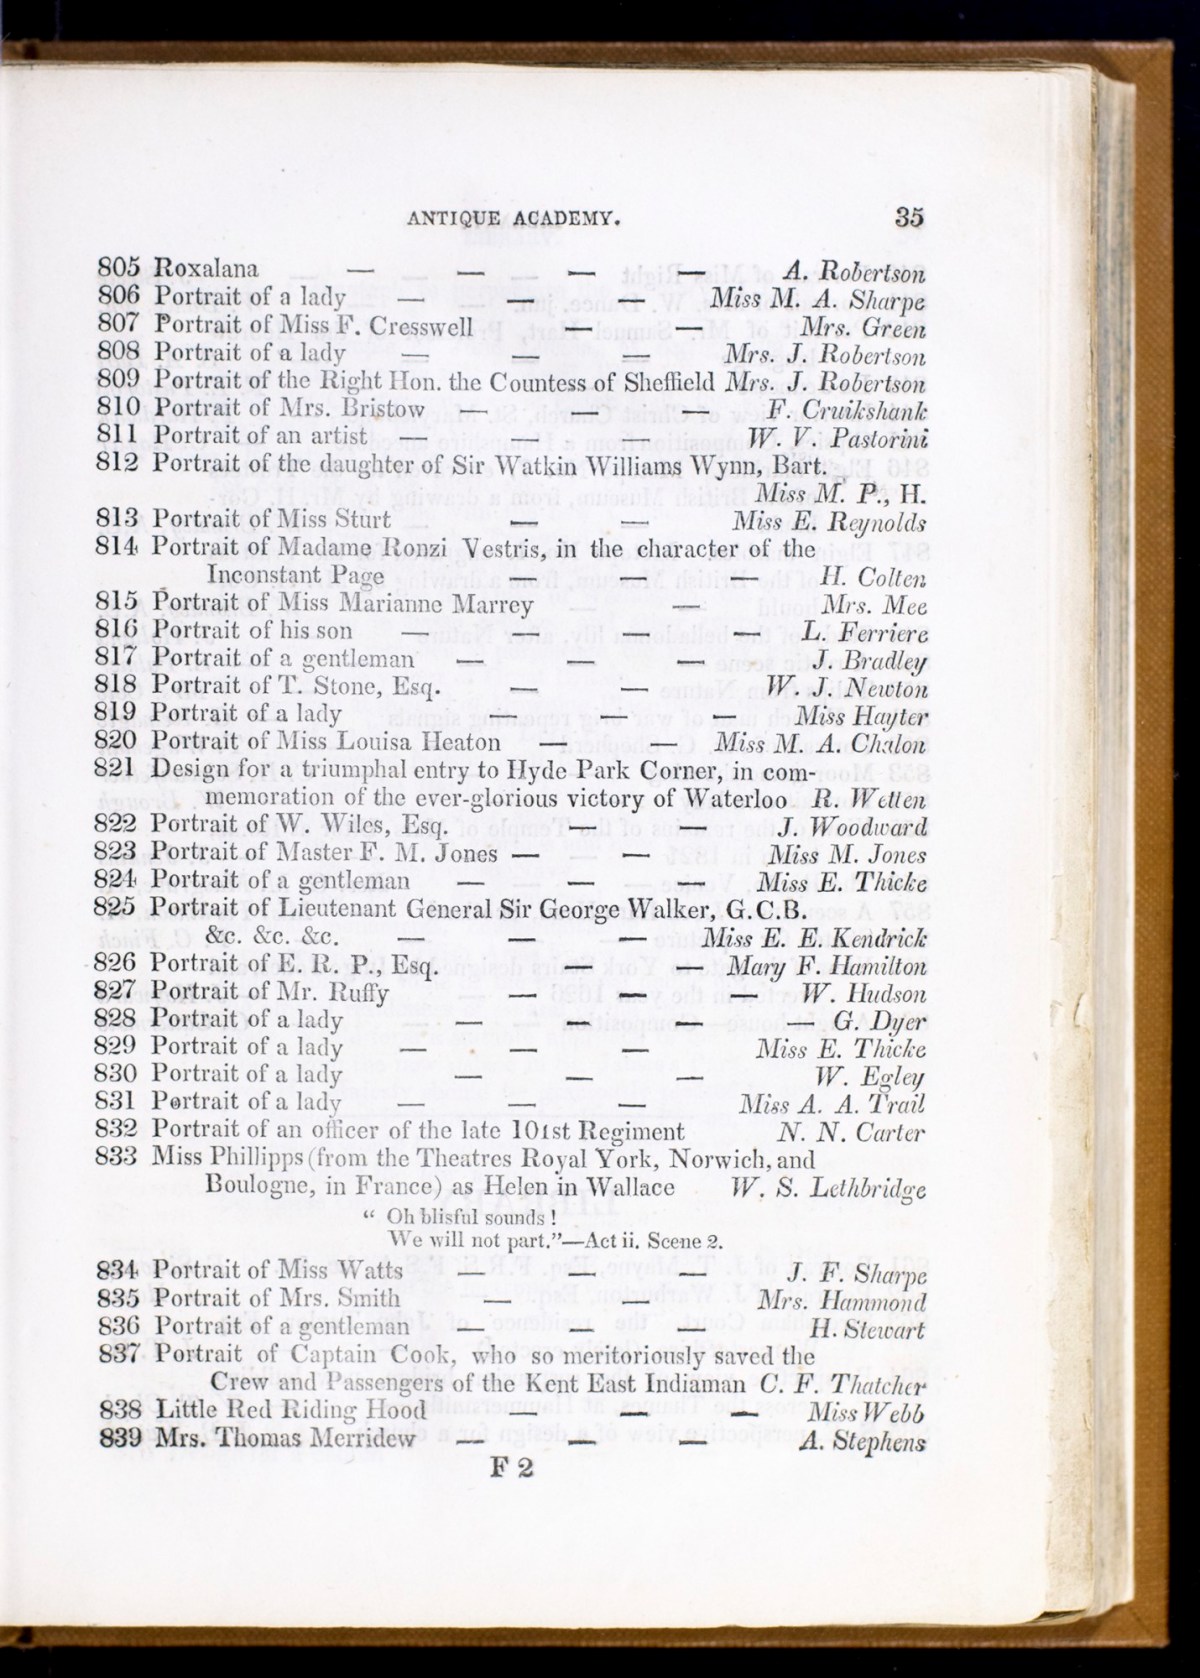 ANTIQUE ACADEMY. 35
805 Roxalana — — — — A. Robertson
806 Portrait of a lady — — Miss M. A. Sharpe
807 Portrait of Miss F. Cresswell — — Mrs. Green
808 Portrait of a lady — — — Mrs. J. Robertson
809 Portrait of the Right Hon. the Countess of Sheffield Mrs. J. Robertson
810 Portrait of Mrs. Bristow — — — F. Cruikshank
811 Portrait of an artist — — — W. V. Pastorini
812 Portrait of the daughter of Sir Watkin Williams Wynn, Bart.
Miss M. P., H.
813 Portrait of Miss Sturt — — Miss E. Reynolds
814 Portrait of Madame Ronzi Vestris, in the character of the
Inconstant Page — — — H. Colten
815 Portrait of Miss Marianne Marrey — Mrs. Mee
816 Portrait of his son — — — — L. Ferriere
817 Portrait of a gentleman — — — J. Bradley
818 Portrait of T. Stone, Esq. — — W. J. Newton
819 Portrait of a lady — — — Miss Hayter
820 Portrait of Miss Louisa Heaton — — Miss M. A. Chalon
821 Design for a triumphal entry to Hyde Park Corner, in com-
memoration of the ever-glorious victory of Waterloo R. Wetten
822 Portrait of W. Wiles, Esq. — — J. Woodward
823 Portrait of Master F. M. Jones — — Miss M. Jones
824 Portrait of a gentleman — — — Miss E. Thicke
825 Portrait of Lieutenant General Sir George Walker, G.C.B.
&c. &c. &c. — — — Miss E. E. Kendrick
826 Portrait of E. R. P., Esq. — — Mary F. Hamilton
827 Portrait of Mr. Ruffy — — — W. Hudson
828 Portrait of a lady — — — — G. Dyer
829 Portrait of a lady — — — Miss E. Thicke
830 Portrait of a lady — — — W. Egley
831 Portrait of a lady — — — Miss A. A. Trail
832 Portrait of an officer of the late 101st Regiment N. N. Carter
833 Miss Phillipps (from the Theatres Royal York, Norwich, and
Boulogne, in France) as Helen in Wallace W. S. Lethbridge
“ Oh blisful sounds !
We will not part.”—Act ii. Scene 2.
834 Portrait of Miss Watts — — — J. F. Sharpe
835 Portrait of Mrs. Smith — — Mrs. Hammond
836 Portrait of a gentleman — — — H. Stewart
837 Portrait of Captain Cook, who so meritoriously saved the
Crew and Passengers of the Kent East Indiaman C. F. Thatcher
838 Little Red Riding Hood — — — Miss Webb
839 Mrs. Thomas Merridew — — — A. Stephens
F 2